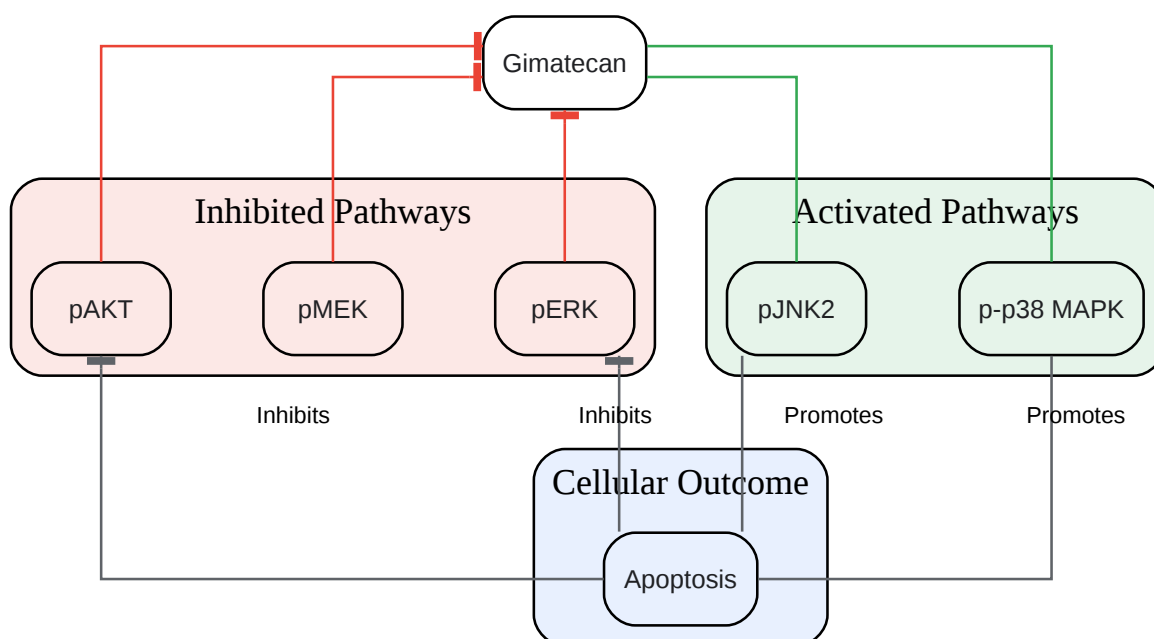 Gimatecan
Inhibited Pathways
Activated Pathways
pAKT
pMEK
pERK
pJNK2
p-p38 MAPK
Inhibits
Inhibits
Promotes
Promotes
Cellular Outcome
Apoptosis